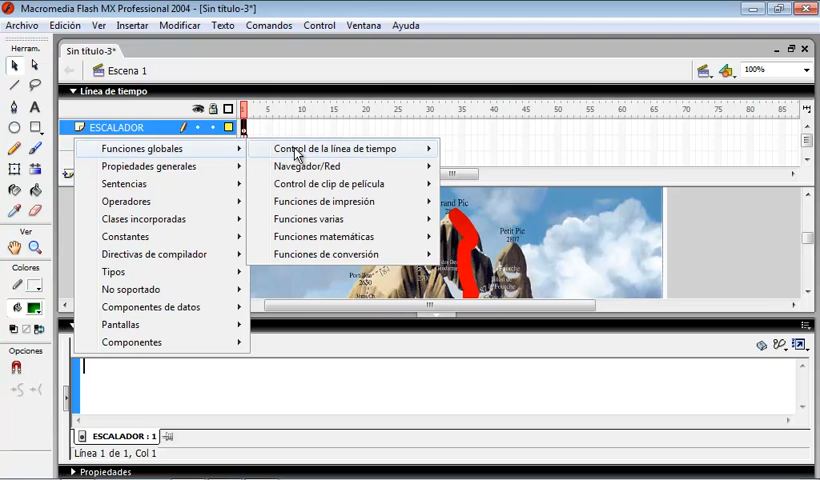 Macromedia Flash MX Professional 2004 - [Sin título-3*]
Archivo Edición Ver Insertar Modificar Texto Comandos Control Ventana Ayuda
Herram.
Sin título-3*
Escena 1
100%
Línea de tiempo
1 5 10 15 20 25 30 35 40 45 50 55 60 65 70 75 80
ESCALADOR
Funciones globales
Propiedades generales
Sentencias
Operadores
Clases incorporadas
Constantes
Directivas de compilador
Tipos
No soportado
Componentes de datos
Pantallas
Componentes
Control de la línea de tiempo
Navegador/Red
Control de clip de película
Funciones de impresión
Funciones varias
Funciones matemáticas
Funciones de conversión
Petit Pic
2807
Ver
Colores
Opciones
ESCALADOR : 1
Línea 1 de 1, Col 1
Propiedades